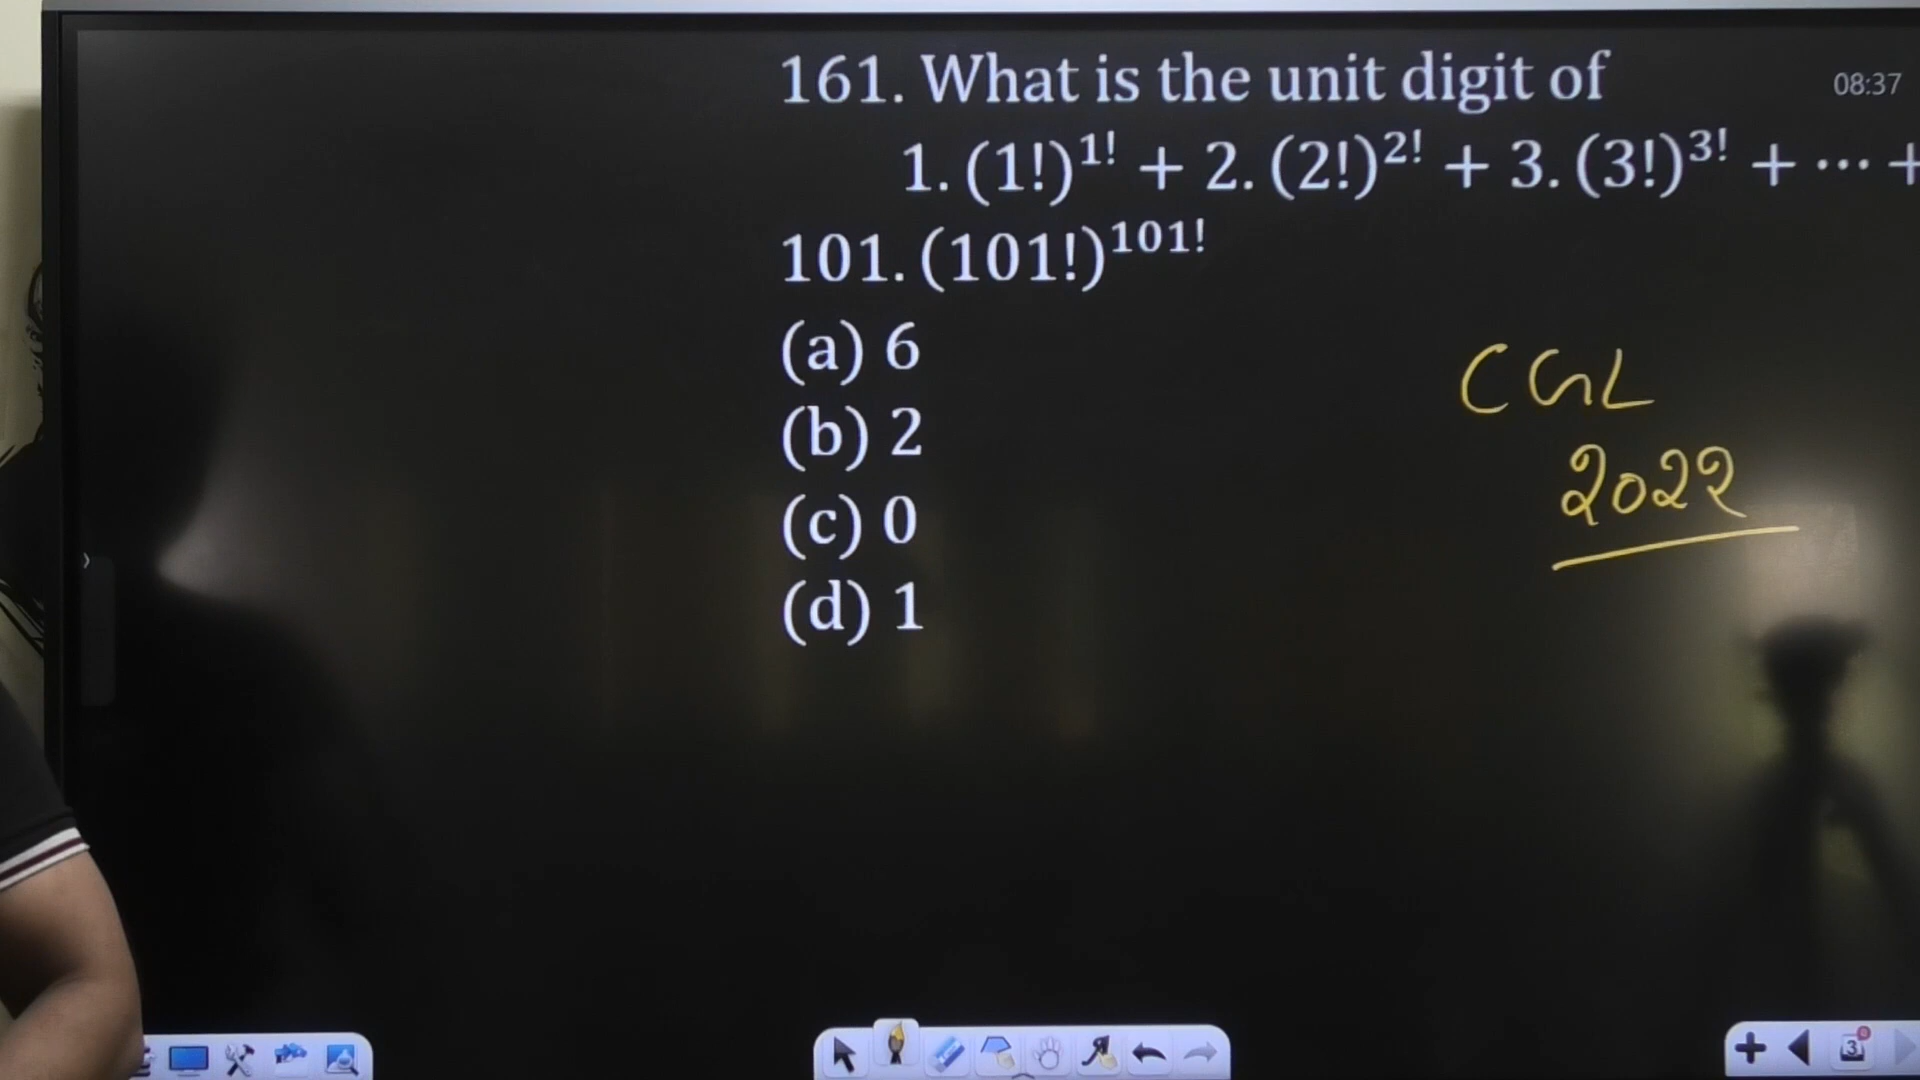 161. What is the unit digit of
08:37
1. (1!)^{1!} + 2. (2!)^{2!} + 3. (3!)^{3!} + ⋯ +
101. (101!)^{101!}
(a) 6
(b) 2
(c) 0
(d) 1
CGL
2022
3